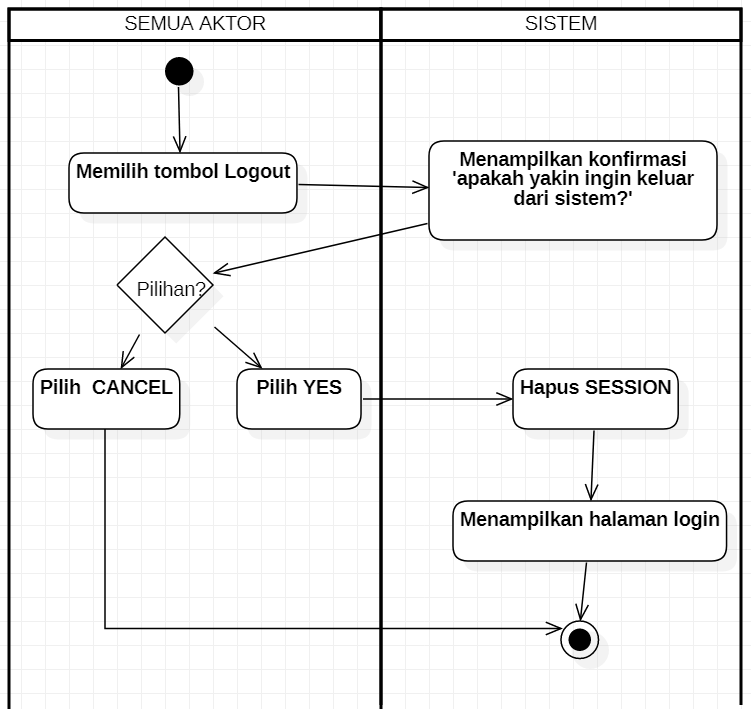 SEMUA AKTOR
SISTEM
Memilih tombol Logout
Menampilkan konfirmasi
'apakah yakin ingin keluar
dari sistem?'
Pilihan?
Pilih  CANCEL
Pilih YES
Hapus SESSION
Menampilkan halaman login